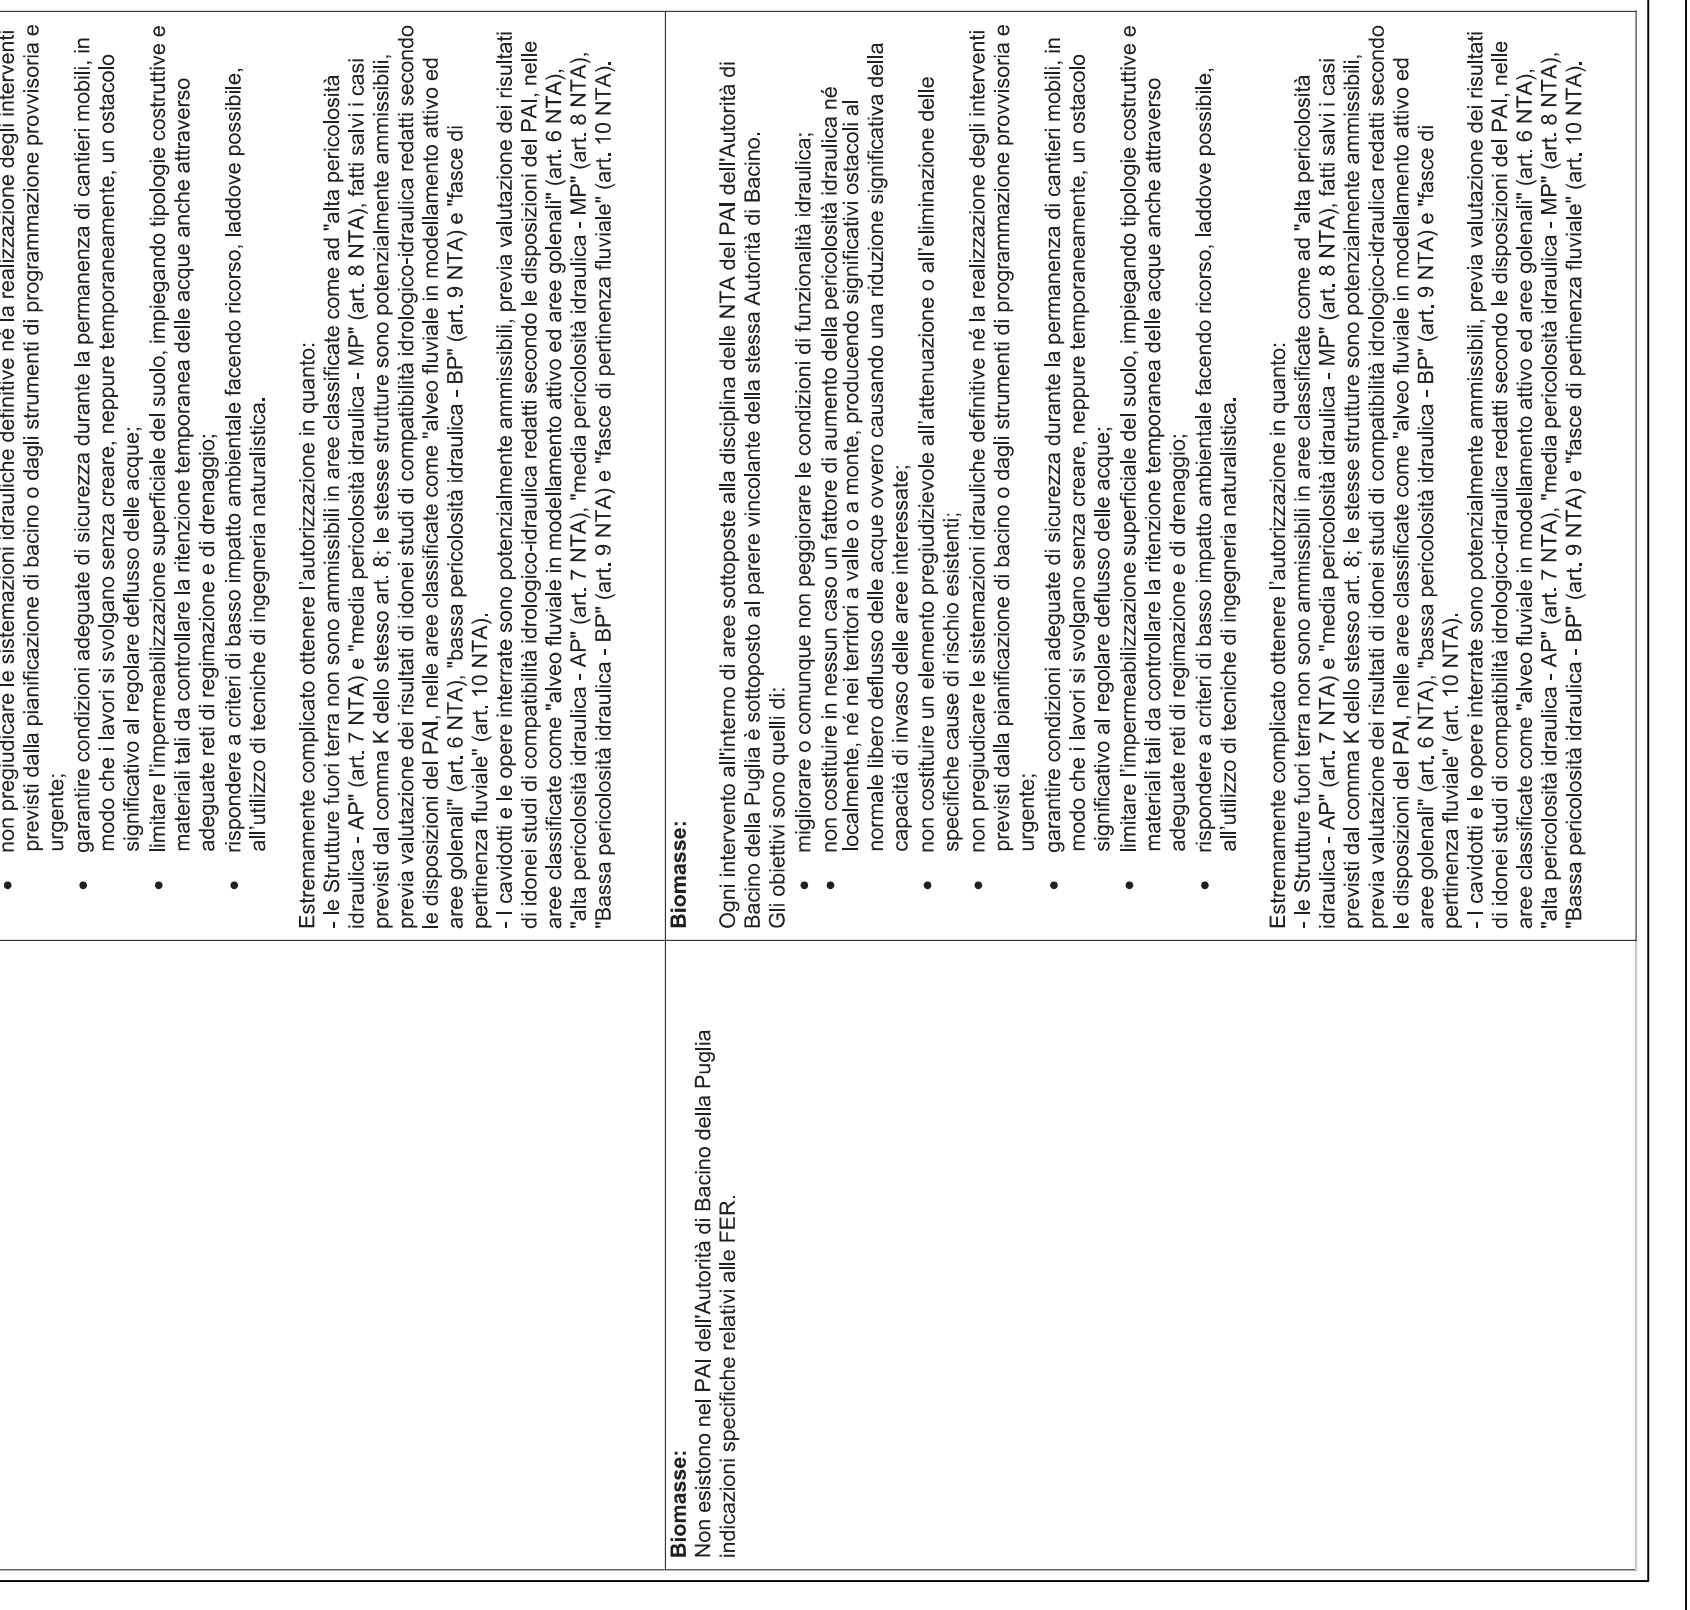 • non pregiudicare le sistemazioni idrauliche definitive né la realizzazione degli interventi
previsti dalla pianificazione di bacino o dagli strumenti di programmazione provvisoria e
urgente;
• garantire condizioni adeguate di sicurezza durante la permanenza di cantieri mobili, in
modo che i lavori si svolgano senza creare, neppure temporaneamente, un ostacolo
significativo al regolare deflusso delle acque;
• limitare l'impermeabilizzazione superficiale del suolo, impiegando tipologie costruttive e
materiali tali da controllare la ritenzione temporanea delle acque anche attraverso
adeguate reti di regimazione e di drenaggio;
• rispondere a criteri di basso impatto ambientale facendo ricorso, laddove possibile,
all'utilizzo di tecniche di ingegneria naturalistica.
Estremamente complicato ottenere l'autorizzazione in quanto:
- le Strutture fuori terra non sono ammissibili in aree classificate come ad "alta pericolosità
idraulica - AP" (art. 7 NTA) e "media pericolosità idraulica - MP" (art. 8 NTA), fatti salvi i casi
previsti dal comma K dello stesso art. 8; le stesse strutture sono potenzialmente ammissibili,
previa valutazione dei risultati di idonei studi di compatibilità idrologico-idraulica redatti secondo
le disposizioni del PAI, nelle aree classificate come "alveo fluviale in modellamento attivo ed
aree golenali" (art. 6 NTA), "bassa pericolosità idraulica - BP" (art. 9 NTA) e "fasce di
pertinenza fluviale" (art. 10 NTA).
- I cavidotti e le opere interrate sono potenzialmente ammissibili, previa valutazione dei risultati
di idonei studi di compatibilità idrologico-idraulica redatti secondo le disposizioni del PAI, nelle
aree classificate come "alveo fluviale in modellamento attivo ed aree golenali" (art. 6 NTA),
"alta pericolosità idraulica - AP" (art. 7 NTA), "media pericolosità idraulica - MP" (art. 8 NTA),
"Bassa pericolosità idraulica - BP" (art. 9 NTA) e "fasce di pertinenza fluviale" (art. 10 NTA).
Biomasse:
Non esistono nel PAI dell'Autorità di Bacino della Puglia
indicazioni specifiche relativi alle FER.
Biomasse:
Ogni intervento all'interno di aree sottoposte alla disciplina delle NTA del PAI dell'Autorità di
Bacino della Puglia è sottoposto al parere vincolante della stessa Autorità di Bacino.
Gli obiettivi sono quelli di:
• migliorare o comunque non peggiorare le condizioni di funzionalità idraulica;
• non costituire in nessun caso un fattore di aumento della pericolosità idraulica né
localmente, né nei territori a valle o a monte, producendo significativi ostacoli al
normale libero deflusso delle acque ovvero causando una riduzione significativa della
capacità di invaso delle aree interessate;
• non costituire un elemento pregiudizievole all'attenuazione o all'eliminazione delle
specifiche cause di rischio esistenti;
• non pregiudicare le sistemazioni idrauliche definitive né la realizzazione degli interventi
previsti dalla pianificazione di bacino o dagli strumenti di programmazione provvisoria e
urgente;
• garantire condizioni adeguate di sicurezza durante la permanenza di cantieri mobili, in
modo che i lavori si svolgano senza creare, neppure temporaneamente, un ostacolo
significativo al regolare deflusso delle acque;
• limitare l'impermeabilizzazione superficiale del suolo, impiegando tipologie costruttive e
materiali tali da controllare la ritenzione temporanea delle acque anche attraverso
adeguate reti di regimazione e di drenaggio;
• rispondere a criteri di basso impatto ambientale facendo ricorso, laddove possibile,
all'utilizzo di tecniche di ingegneria naturalistica.
Estremamente complicato ottenere l'autorizzazione in quanto:
- le Strutture fuori terra non sono ammissibili in aree classificate come ad "alta pericolosità
idraulica - AP" (art. 7 NTA) e "media pericolosità idraulica - MP" (art. 8 NTA), fatti salvi i casi
previsti dal comma K dello stesso art. 8; le stesse strutture sono potenzialmente ammissibili,
previa valutazione dei risultati di idonei studi di compatibilità idrologico-idraulica redatti secondo
le disposizioni del PAI, nelle aree classificate come "alveo fluviale in modellamento attivo ed
aree golenali" (art. 6 NTA), "bassa pericolosità idraulica - BP" (art. 9 NTA) e "fasce di
pertinenza fluviale" (art. 10 NTA).
- I cavidotti e le opere interrate sono potenzialmente ammissibili, previa valutazione dei risultati
di idonei studi di compatibilità idrologico-idraulica redatti secondo le disposizioni del PAI, nelle
aree classificate come "alveo fluviale in modellamento attivo ed aree golenali" (art. 6 NTA),
"alta pericolosità idraulica - AP" (art. 7 NTA), "media pericolosità idraulica - MP" (art. 8 NTA),
"Bassa pericolosità idraulica - BP" (art. 9 NTA) e "fasce di pertinenza fluviale" (art. 10 NTA).